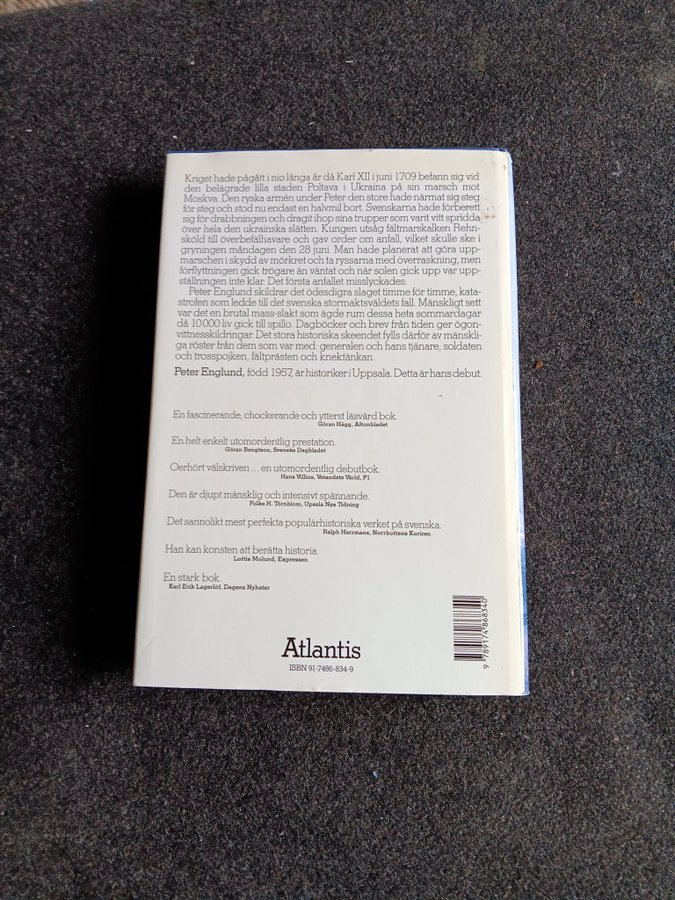 Kriget hade pågått i nio långa år då Karl XII i juni 1709 befann sig vid
den belägrade lilla staden Poltava i Ukraina på sin marsch mot
Moskva. Den ryska armén under Peter den store hade närmat sig steg
för steg och stod nu endast en halvmil bort. Svenskarna hade förberett
sig för drabbningen och dragit ihop sina trupper som varit vitt spridda
över hela den ukrainska slätten. Kungen utsåg fältmarskalken Rehn-
sköld till överbefälhavare och gav order om anfall, vilket skulle ske i
gryningen måndagen den 28 juni. Man hade planerat att göra upp-
marschen i skydd av mörkret och ta ryssarna med överraskning, men
förflyttningen gick trögare än väntat och när solen gick upp var upp-
ställningen inte klar. Det första anfallet misslyckades.
Peter Englund skildrar det ödesdigra slaget timme för timme, kata-
strofen som ledde till det svenska stormaktsväldets fall. Mänskligt sett
var det en brutal mass-slakt som ägde rum dessa heta sommardagar
då 10 000 liv gick till spillo. Dagböcker och brev från tiden ger ögon-
vittnesskildringar. Det stora historiska skeendet fylls därför av mänskli-
ga röster från dem som var med: generalen och hans tjänare, soldaten
och trosspojken, fältprästen och knektänkan.
Peter Englund, född 1957, är historiker i Uppsala. Detta är hans debut.
En fascinerande, chockerande och ytterst läsvärd bok.
Göran Hägg, Aftonbladet
En helt enkelt utomordentlig prestation.
Göran Bengtson, Svenska Dagbladet
Oerhört välskriven ... en utomordentlig debutbok.
Hans Villius, Vetandets Värld, P1
Den är djupt mänsklig och intensivt spännande.
Folke H. Törnblom, Upsala Nya Tidning
Det sannolikt mest perfekta populärhistoriska verket på svenska.
Ralph Herrmans, Norrbottens Kuriren
Han kan konsten att berätta historia.
Lottie Molund, Expressen
En stark bok.
Karl Erik Lagerlöf, Dagens Nyheter
Atlantis
ISBN 91-7486-834-9
9 789174 868340